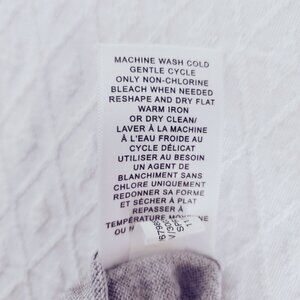 MACHINE WASH COLD
GENTLE CYCLE
ONLY NON-CHLORINE
BLEACH WHEN NEEDED
RESHAPE AND DRY FLAT
WARM IRON
OR DRY CLEAN/
LAVER À LA MACHINE
À L'EAU FROIDE AU
CYCLE DÉLICAT
UTILISER AU BESOIN
UN AGENT DE
BLANCHIMENT SANS
CHLORE UNIQUEMENT
REDONNER SA FORME
ET SÉCHER À PLAT
REPASSER À
TEMPÉRATURE
OU